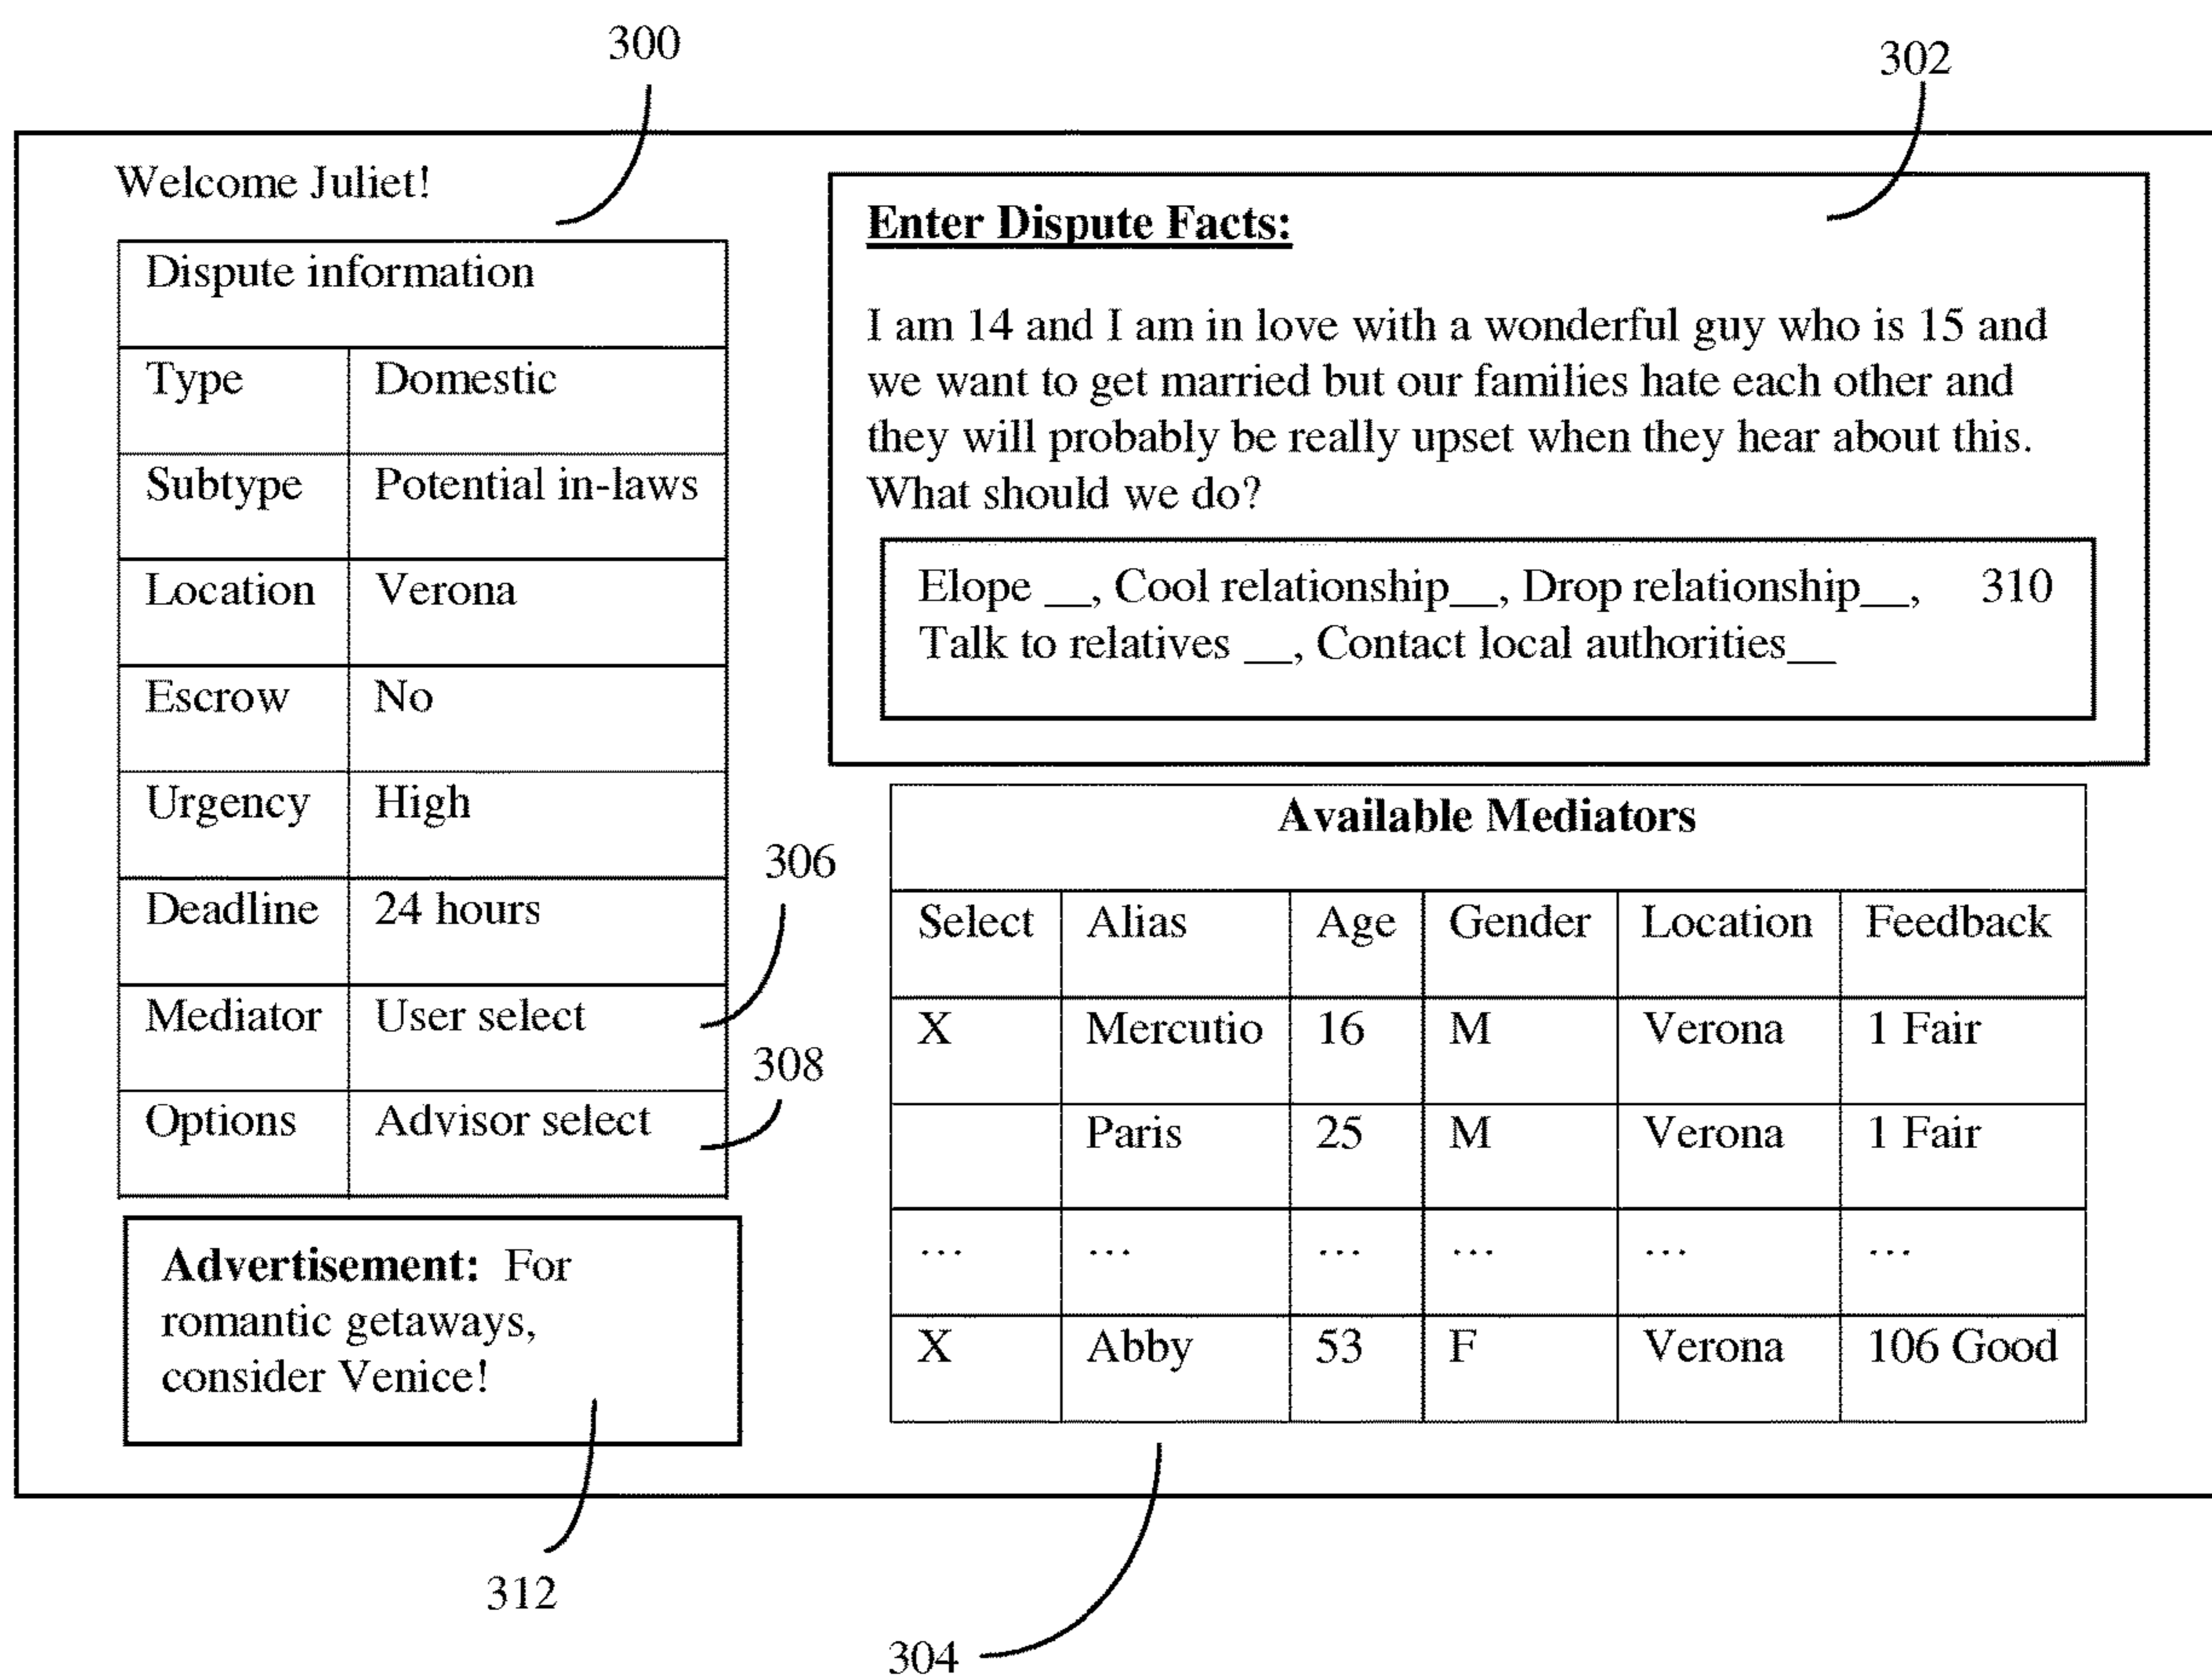 300
302
Welcome Juliet!
Dispute information
Type Domestic
Subtype Potential in-laws
Location Verona
Escrow No
Urgency High
306
Deadline 24 hours
Mediator User select
308
Options Advisor select
Advertisement: For
romantic getaways,
consider Venice!
312
Enter Dispute Facts:
I am 14 and I am in love with a wonderful guy who is 15 and
we want to get married but our families hate each other and
they will probably be really upset when they hear about this.
What should we do?
Elope __, Cool relationship__, Drop relationship__, 310
Talk to relatives __, Contact local authorities__
Available Mediators
Select Alias Age Gender Location Feedback
X Mercutio 16 M Verona 1 Fair
Paris 25 M Verona 1 Fair
... ... ... ... ... ...
X Abby 53 F Verona 106 Good
304